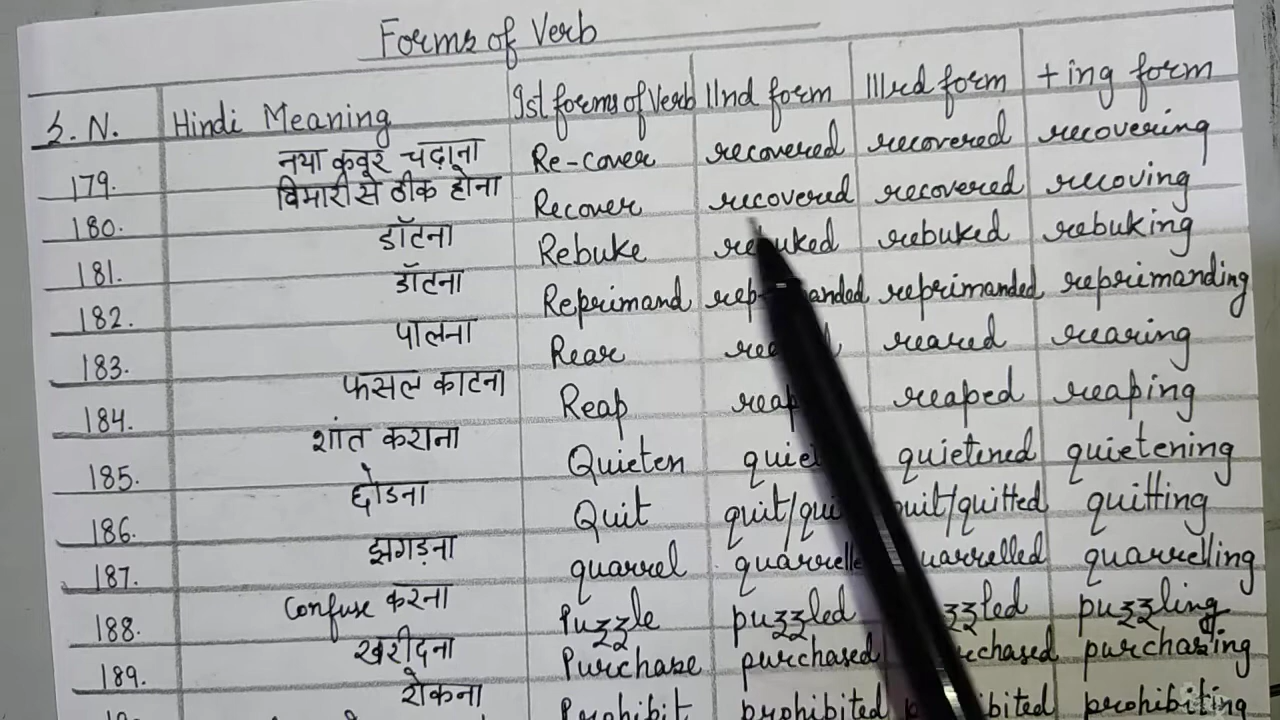 Forms of Verb
S. N. Hindi Meaning Ist forms of Verb IInd form IIIrd form +ing form
179. नया कवर चढ़ाना Re-cover recovered recovered recovering
180. बिमारी से ठीक होना Recover recovered recovered recoving
181. डॉटना Rebuke rebuked rebuking
182. डॉटना Reprimand reprimanded reprimanding
183. पालना Rear reared rearing
184. फसल काटना Reap reaped reaping
185. शांत कराना Quieten quietened quietening
186. छोडना Quit quit/quitted quitting
187. झगड़ना quarrel quarrelling
188. Confuse करना Puzzle puzzled puzzling
189. खरीदना Purchase purchased purchasing
रोकना Prohibit prohibited prohibiting